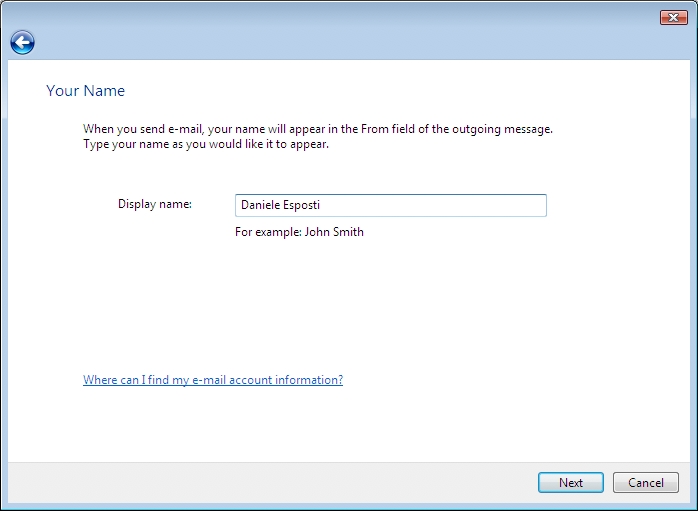 Your Name
When you send e-mail, your name will appear in the From field of the outgoing message.
Type your name as you would like it to appear.
Display name: Daniele Esposti
For example: John Smith
Where can I find my e-mail account information?
Next Cancel